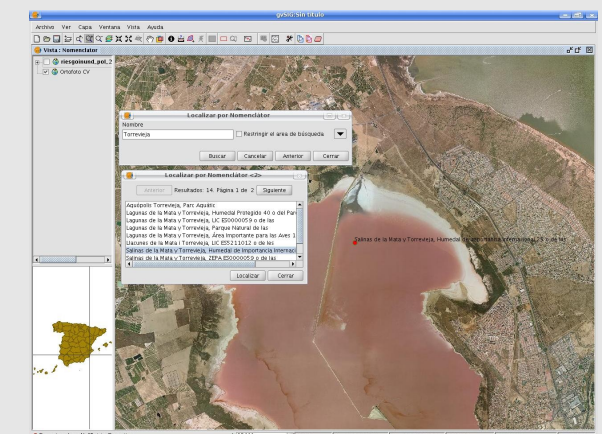 gvSIG:Sin título
Archivo Ver Capa Ventana Vista Ayuda
Vista : Nomenclator
riesgoinund_pol.2
Ortofoto CV
Localizar por Nomenclátor
Nombre
Torrevieja
Restringir el area de búsqueda
Buscar Cancelar Anterior Cerrar
Localizar por Nomenclátor <2>
Anterior Resultados: 14. Página 1 de 2 Siguiente
Aquópolis Torrevieja, Parc Aquàtic
Lagunas de la Mata y Torrevieja, Humedal Protegido 40 o del Par
Lagunas de la Mata y Torrevieja, LIC ES0000059 o de las
Lagunas de la Mata y Torrevieja, Parque Natural de las
Lagunas de la Mata y Torrevieja, Área Importante para las Aves 1
Llacunes de la Mata i Torrevieja, LIC ES5211012 o de les
Salinas de la Mata y Torrevieja, Humedal de Importancia Internaci
Salinas de la Mata y Torrevieja, ZEPA ES0000059 o de las
Localizar Cerrar
Salinas de la Mata y Torrevieja, Humedal de Importancia Internacional 23 o de las